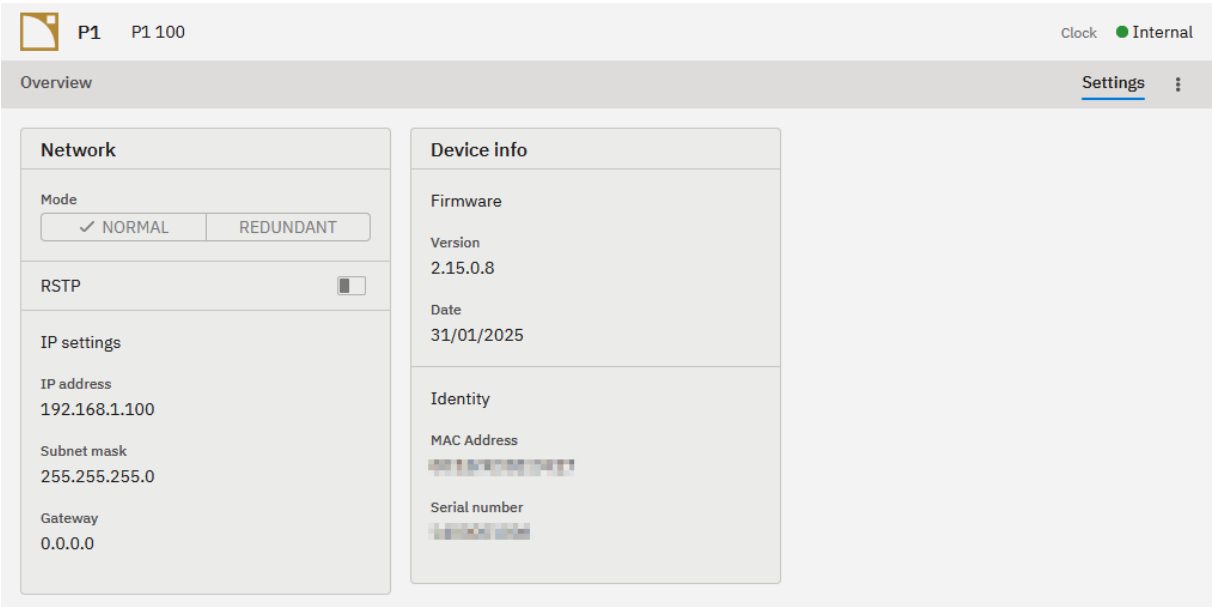 P1 P1 100 Clock Internal
Overview Settings
Network
Mode
NORMAL REDUNDANT
RSTP
IP settings
IP address
192.168.1.100
Subnet mask
255.255.255.0
Gateway
0.0.0.0
Device info
Firmware
Version
2.15.0.8
Date
31/01/2025
Identity
MAC Address
Serial number